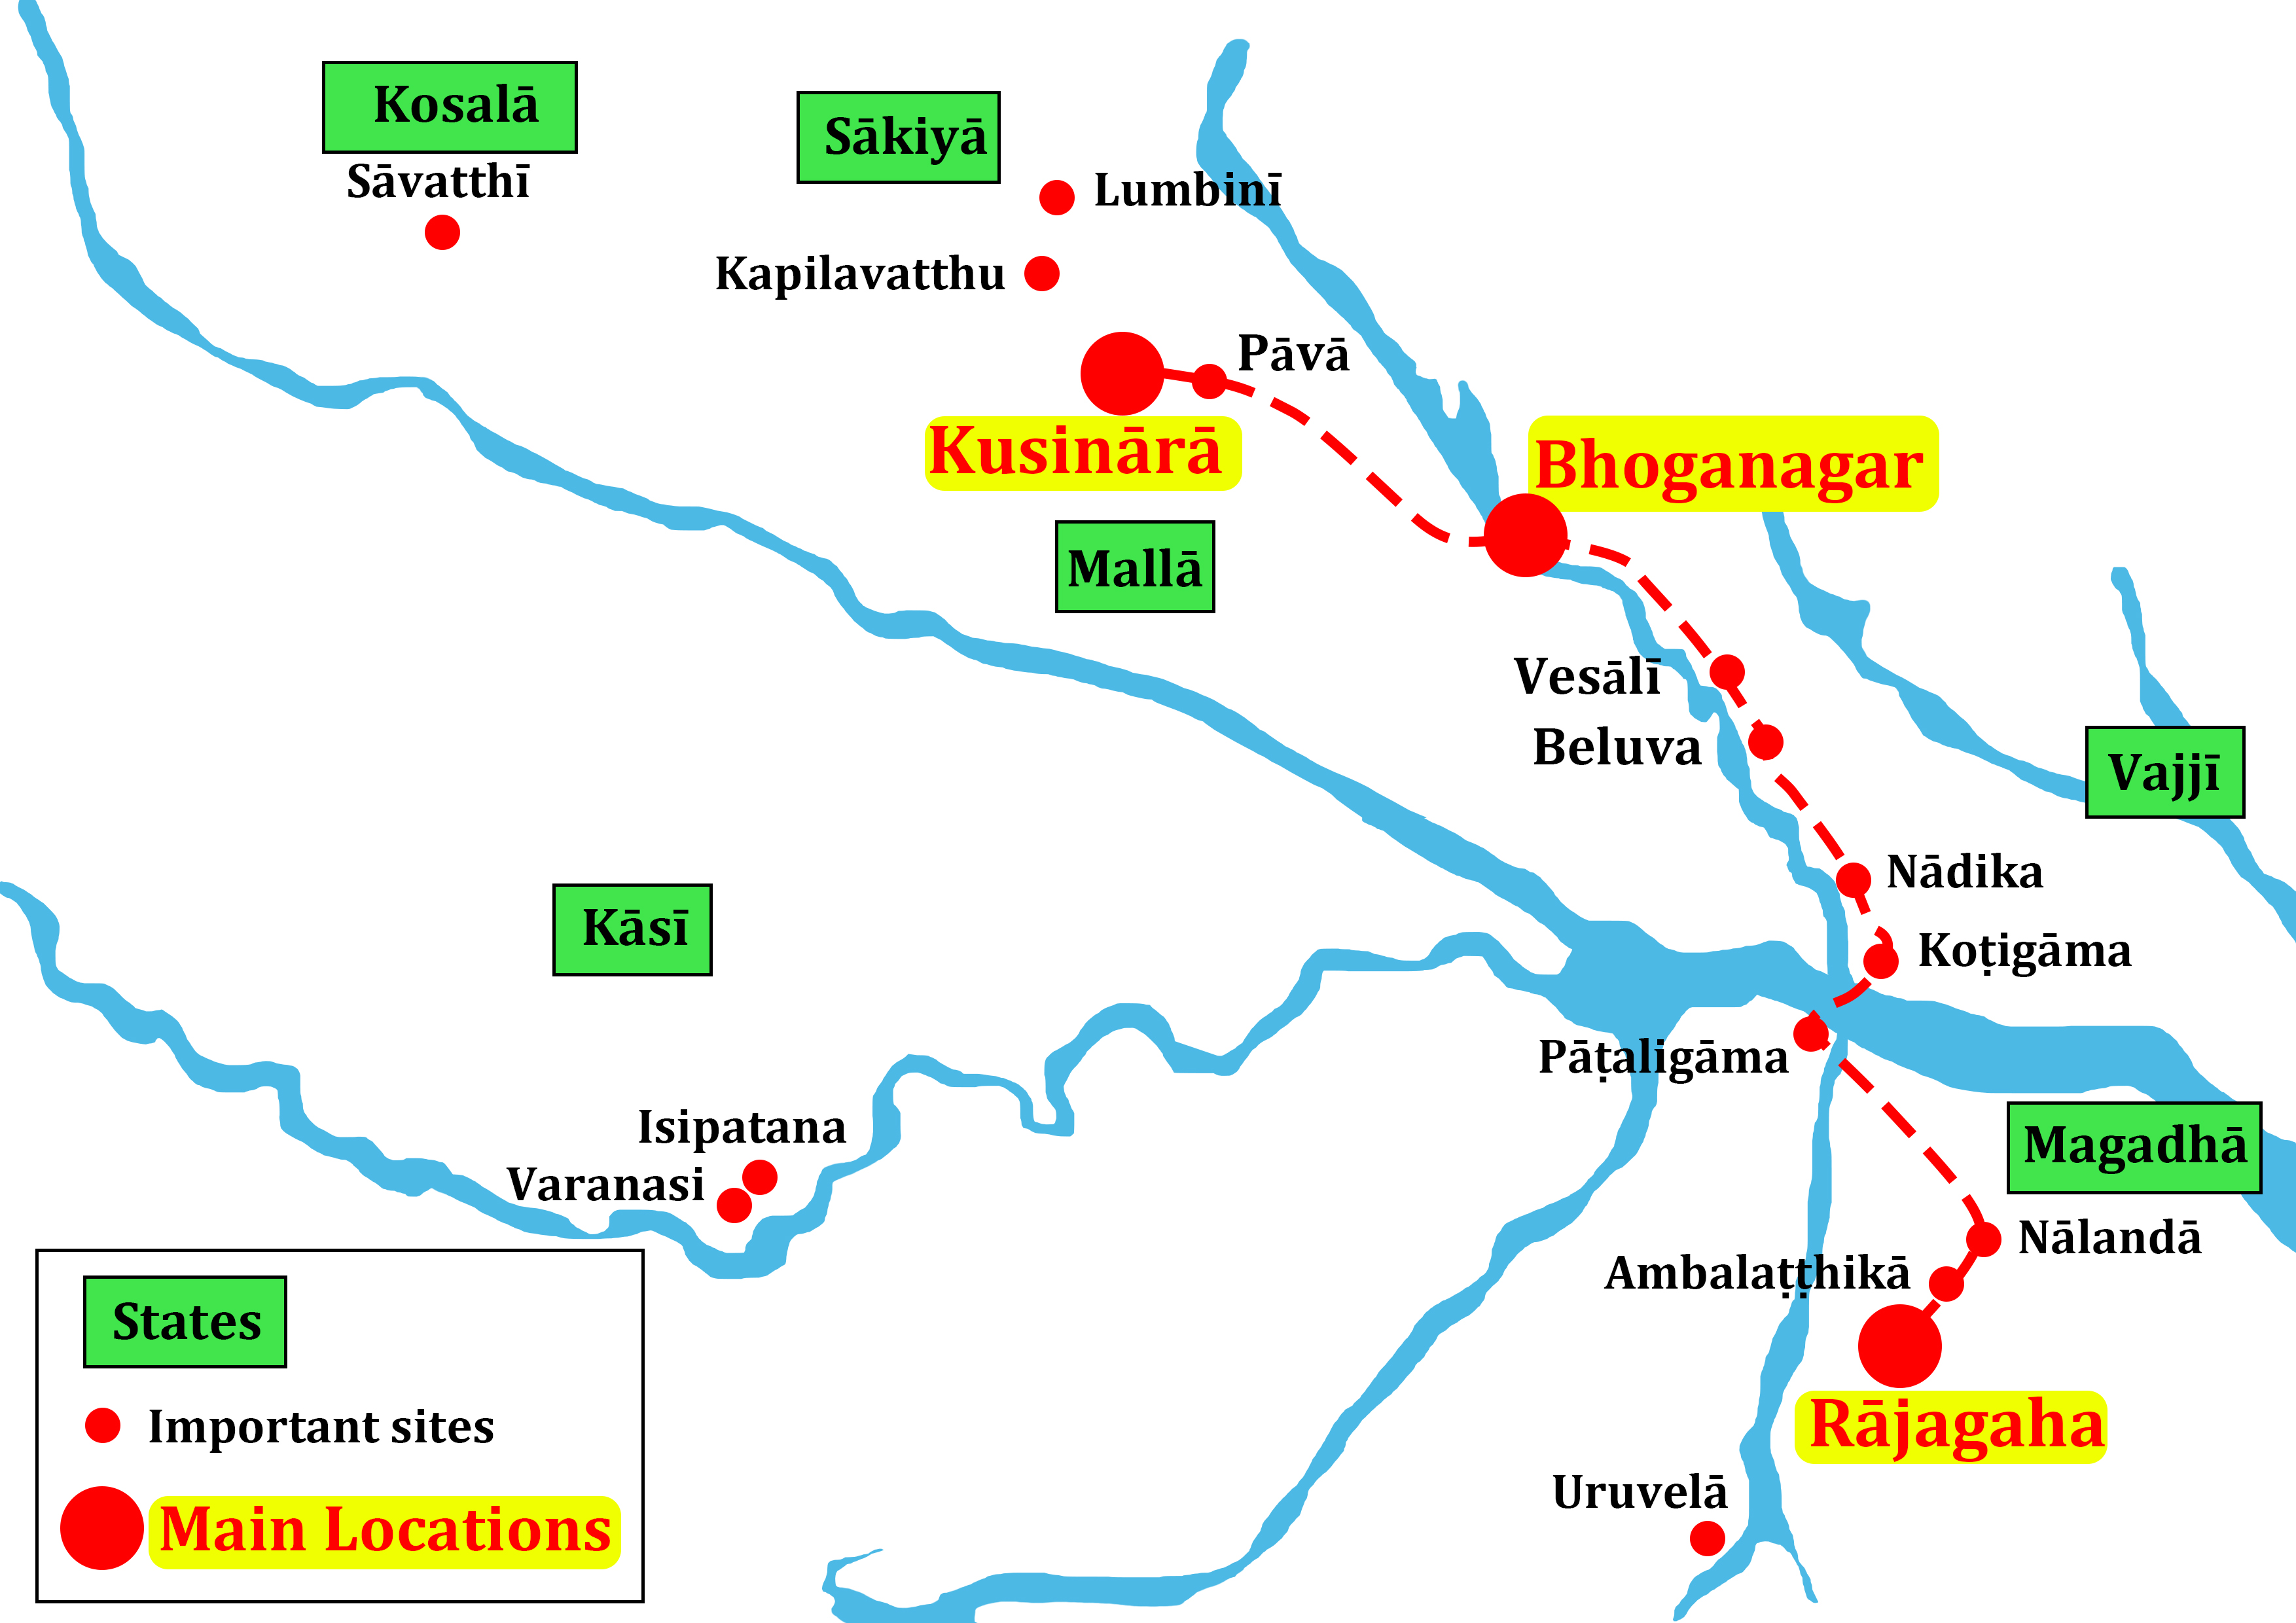 Kosalā
Sāvatthī
Sākiyā
Lumbinī
Kapilavatthu
Pāvā
Kusinārā
Bhoganagar
Mallā
Vesālī
Beluva
Vajjī
Nādika
Koṭigāma
Kāsī
Pāṭaligāma
Isipatana
Varanasi
Magadhā
Nālandā
Ambalaṭṭhikā
Rājagaha
Uruvelā
States
Important sites
Main Locations